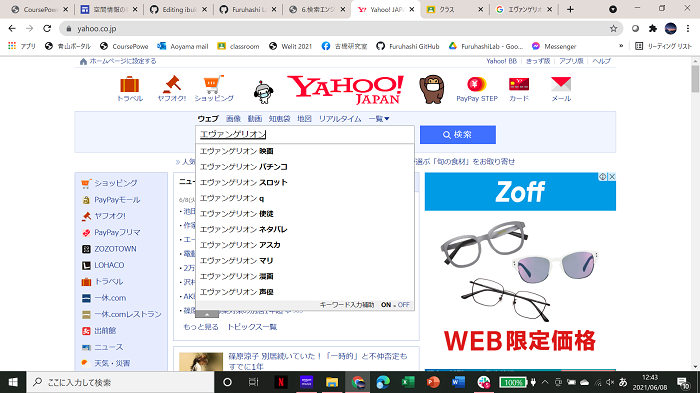 CoursePowe
空間情報の
Editing ibui
Furuhashi L
6.検索エンジ
Yahoo! JAPA
クラス
エヴァンゲリオン
yahoo.co.jp
アプリ
青山ポータル
CoursePowe
Aoyama mail
classroom
Welit 2021
古橋研究室
Furuhashi GitHub
FuruhashiLab - Goo...
Messenger
リーディング リスト
ホームページに設定する
Yahoo! BB
きっず版
アプリ版
ヘルプ
トラベル
ヤフオク!
ショッピング
YAHOO!
JAPAN
PayPay STEP
カード
メール
ウェブ 画像 動画 知恵袋 地図 リアルタイム 一覧▼
エヴァンゲリオン
検索
エヴァンゲリオン 映画
エヴァンゲリオン パチンコ
エヴァンゲリオン スロット
エヴァンゲリオン q
エヴァンゲリオン 使徒
エヴァンゲリオン ネタバレ
エヴァンゲリオン アスカ
エヴァンゲリオン マリ
エヴァンゲリオン 漫画
エヴァンゲリオン 声優
キーワード入力補助 ON - OFF
人気
選ぶ「旬の食材」をお取り寄せ
ショッピング
PayPayモール
ヤフオク!
PayPayフリマ
ZOZOTOWN
LOHACO
トラベル
一休.com
一休.comレストラン
出前館
ニュース
天気・災害
ニュー
6/8(火
池田
作家
エー
電動
2万
沢村
AKI
もっと見る トピックス一覧
篠原涼子 別居続いていた! 「一時的」と不仲否定も
すでに1年
Zoff
WEB限定価格
ここに入力して検索
100%
あ
12:43
2021/06/08
10